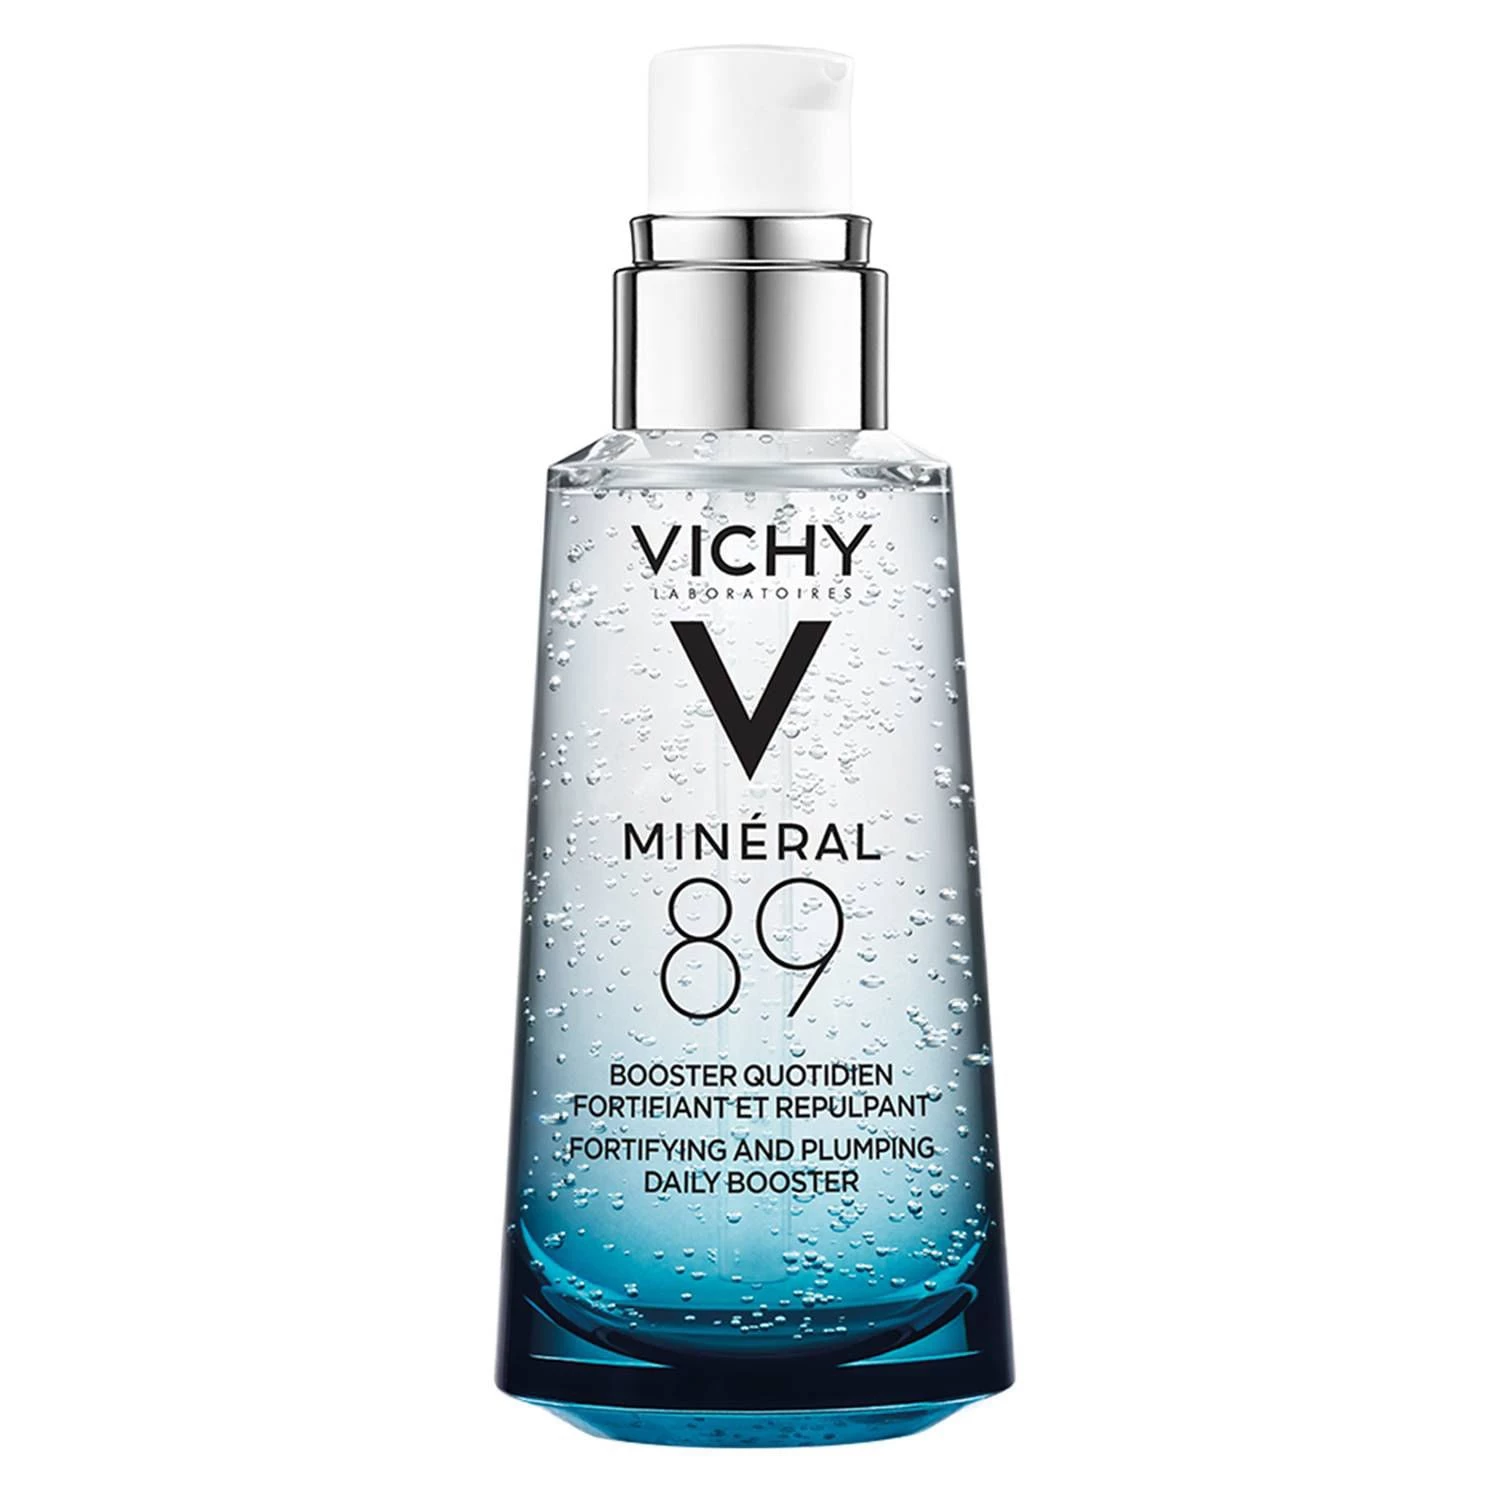 VICHY
LABORATOIRES
V
MINÉRAL
89
BOOSTER QUOTIDIEN
FORTIFIANT ET REPULPANT
FORTIFYING AND PLUMPING
DAILY BOOSTER